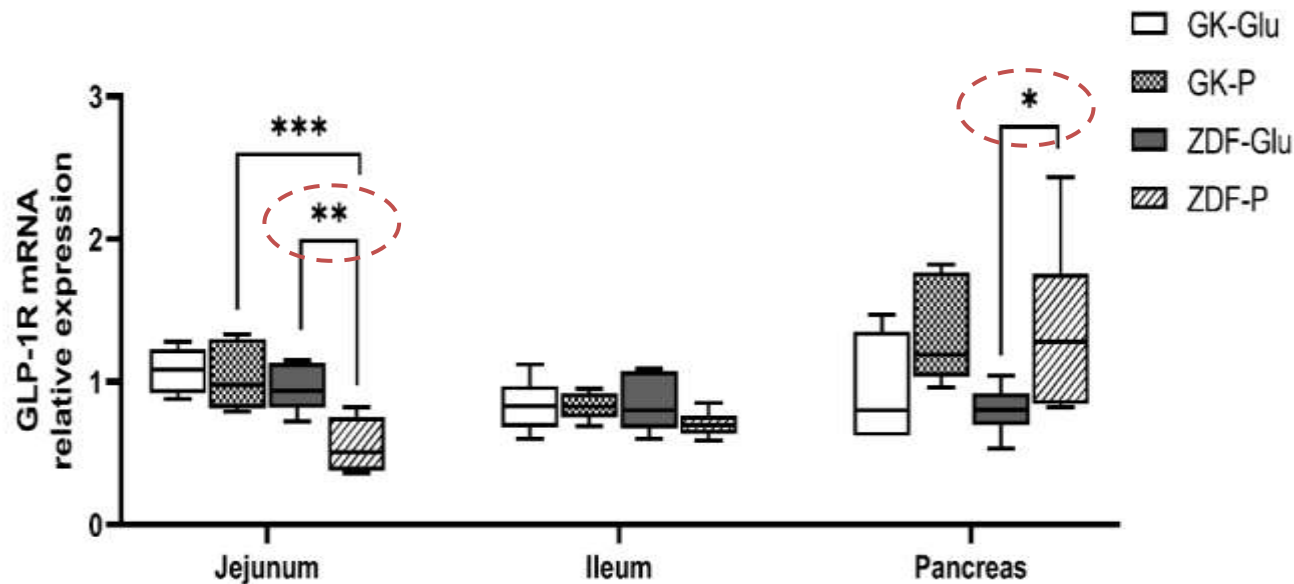 GK-Glu
GK-P
ZDF-Glu
ZDF-P
GLP-1R mRNA
relative expression
3
2
1
0
***
**
*
Jejunum
Ileum
Pancreas